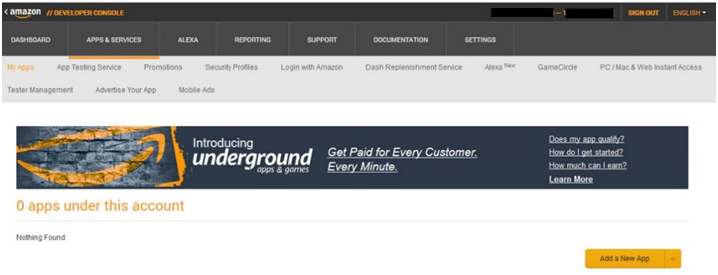 amazon // DEVELOPER CONSOLE
SIGN OUT
ENGLISH
DASHBOARD APPS & SERVICES ALEXA REPORTING SUPPORT DOCUMENTATION SETTINGS
My Apps App Testing Service Promotions Security Profiles Login with Amazon Dash Replenishment Service Alexa New GameCircle PC / Mac & Web Instant Access
Tester Management Advertise Your App Mobile Ads
Introducing
underground
apps & games
Get Paid for Every Customer.
Every Minute.
Does my app qualify?
How do I get started?
How much can I earn?
Learn More
0 apps under this account
Nothing Found
Add a New App